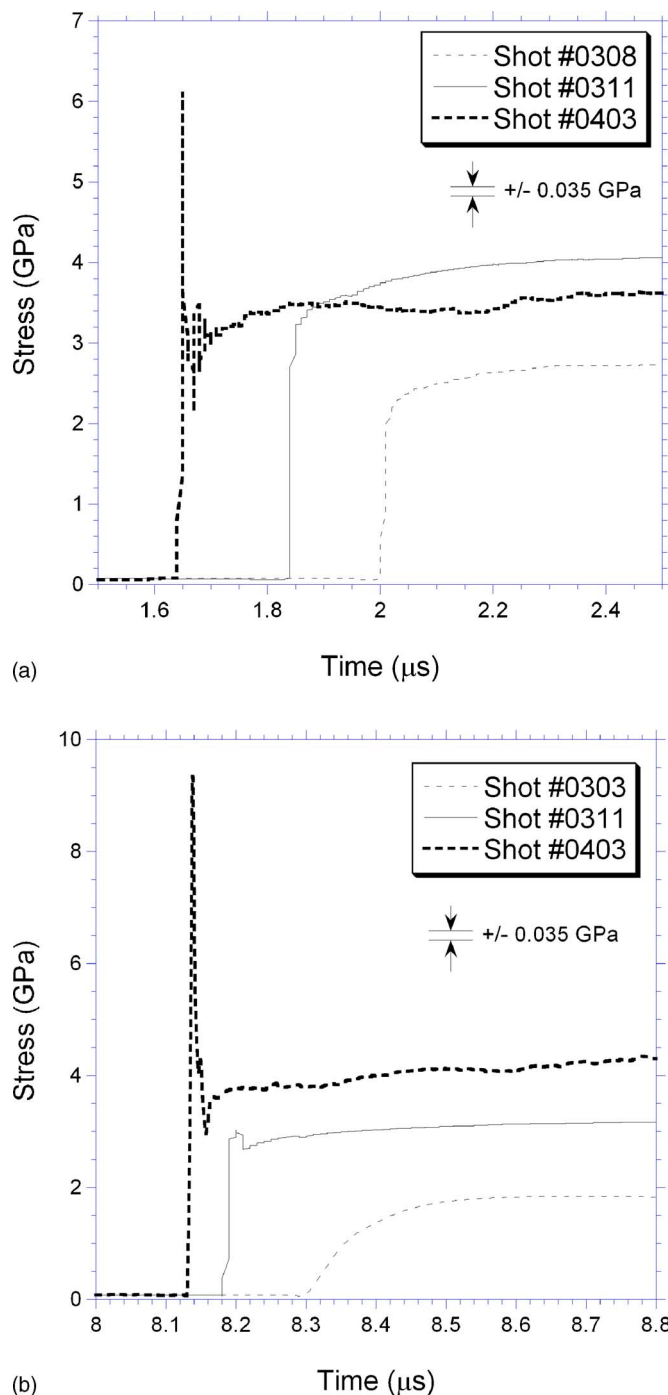 7
Shot #0308
6
Shot #0311
Shot #0403
5
+/- 0.035 GPa
4
3
2
1
0
Stress (GPa)
1.6 1.8 2 2.2 2.4
(a) Time (μs)
10
Shot #0303
Shot #0311
8
Shot #0403
+/- 0.035 GPa
6
4
2
0
Stress (GPa)
8 8.1 8.2 8.3 8.4 8.5 8.6 8.7 8.8
(b) Time (μs)